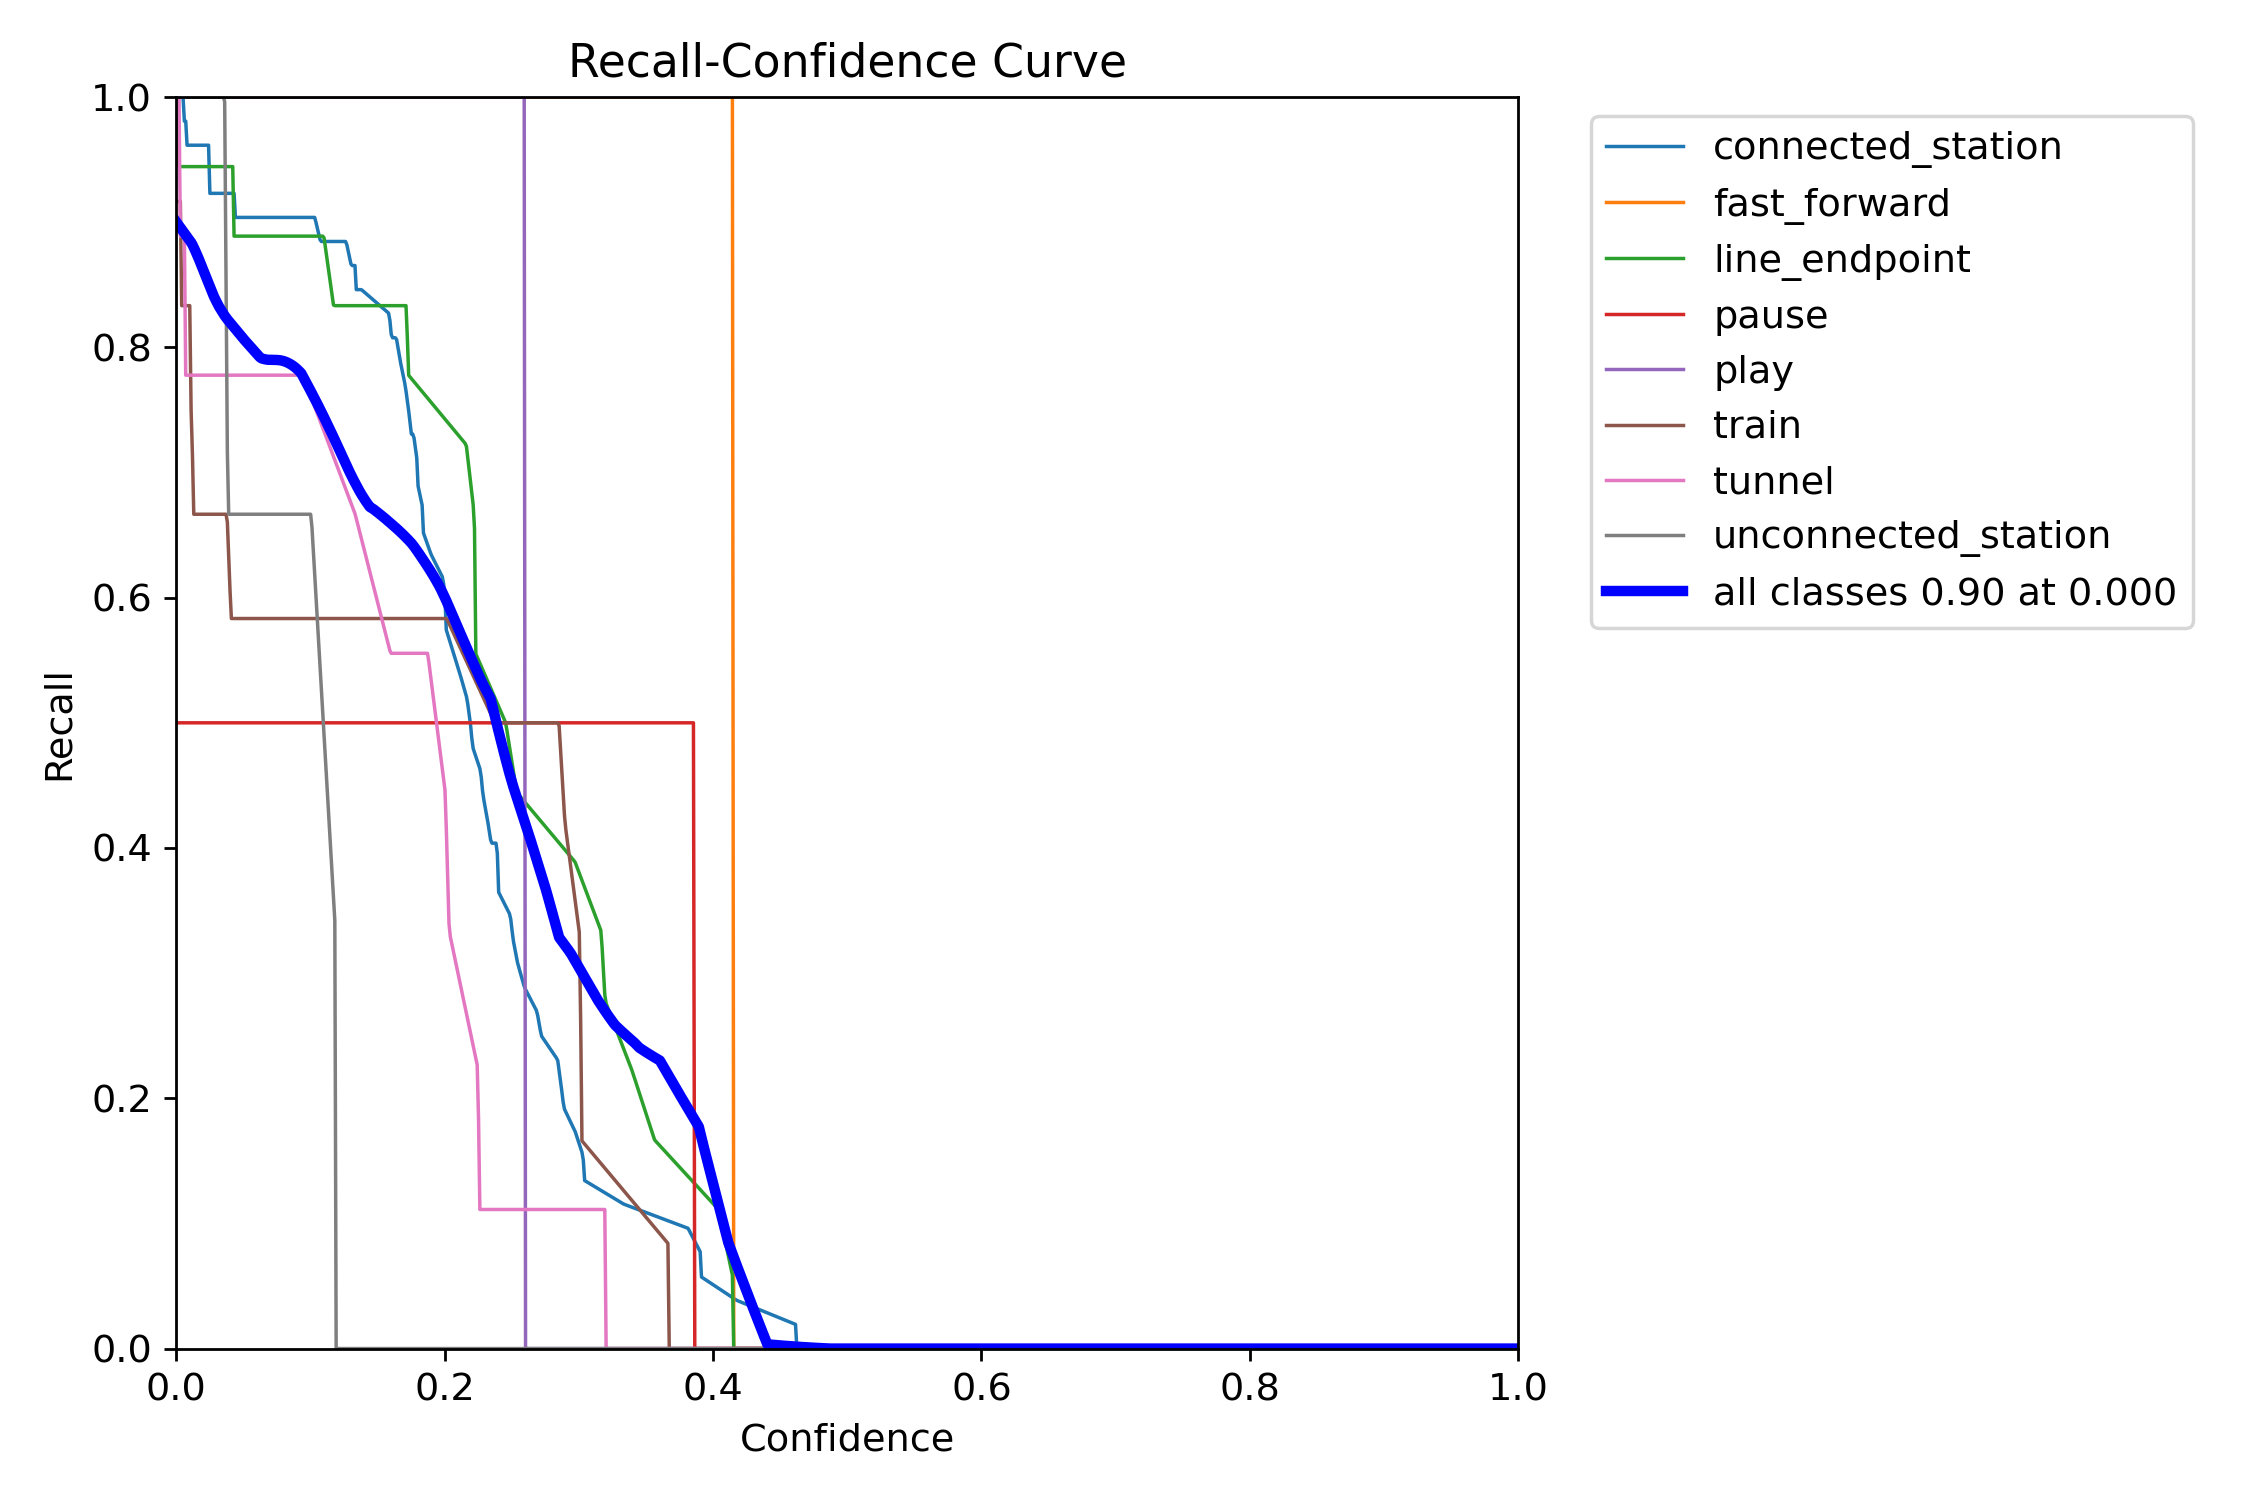 Recall-Confidence Curve
1.0
0.8
0.6
0.4
0.2
0.0
Recall
0.0 0.2 0.4 0.6 0.8 1.0
Confidence
connected_station
fast_forward
line_endpoint
pause
play
train
tunnel
unconnected_station
all classes 0.90 at 0.000